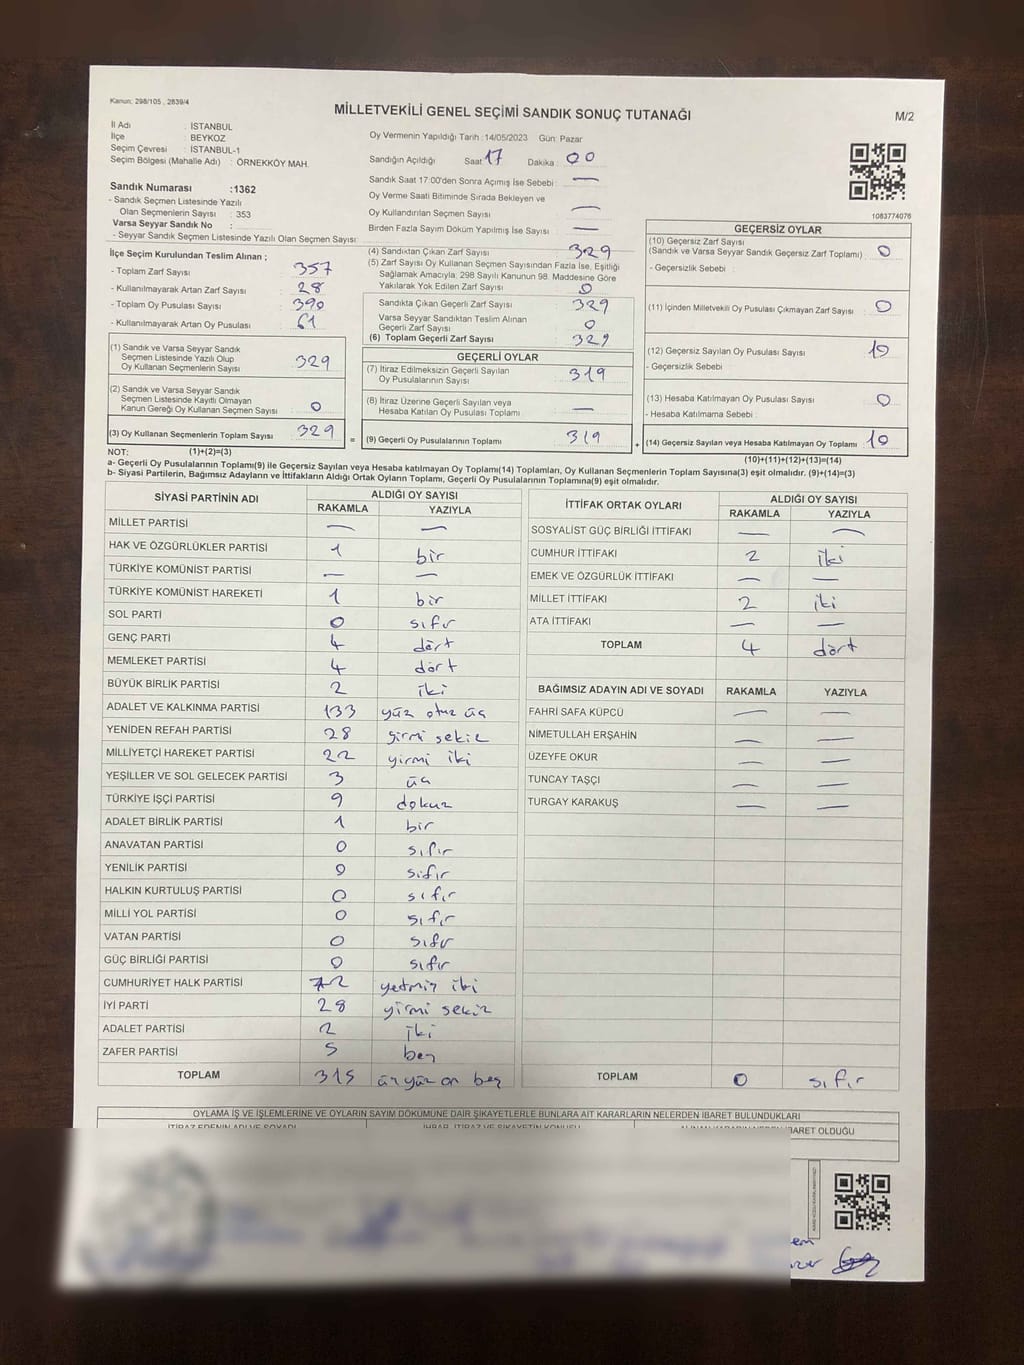 Kanun: 298/105 , 2839/4
MİLLETVEKİLİ GENEL SEÇİMİ SANDIK SONUÇ TUTANAĞI
M/2
İl Adı : İSTANBUL
İlçe : BEYKOZ
Seçim Çevresi : İSTANBUL-1
Seçim Bölgesi (Mahalle Adı) : ÖRNEKKÖY MAH.
Oy Vermenin Yapıldığı Tarih :14/05/2023 Gün: Pazar
Sandığın Açıldığı Saat : 17 Dakika : 00
Sandık Saat 17:00'den Sonra Açılmış İse Sebebi : —
Oy Verme Saati Bitiminde Sırada Bekleyen ve
Oy Kullandırılan Seçmen Sayısı : —
Birden Fazla Sayım Döküm Yapılmış İse Sayısı : —
Sandık Numarası :1362
- Sandık Seçmen Listesinde Yazılı
Olan Seçmenlerin Sayısı : 353
Varsa Seyyar Sandık No :
- Seyyar Sandık Seçmen Listesinde Yazılı Olan Seçmen Sayısı:
1083774076
İlçe Seçim Kurulundan Teslim Alınan ;
- Toplam Zarf Sayısı : 357
- Kullanılmayarak Artan Zarf Sayısı : 28
- Toplam Oy Pusulası Sayısı : 390
- Kullanılmayarak Artan Oy Pusulası : 61
(4) Sandıktan Çıkan Zarf Sayısı : 329
(5) Zarf Sayısı Oy Kullanan Seçmen Sayısından Fazla İse, Eşitliği
Sağlamak Amacıyla; 298 Sayılı Kanunun 98. Maddesine Göre
Yakılarak Yok Edilen Zarf Sayısı : 0
Sandıkta Çıkan Geçerli Zarf Sayısı : 329
Varsa Seyyar Sandıktan Teslim Alınan
Geçerli Zarf Sayısı : 0
(6) Toplam Geçerli Zarf Sayısı : 329
GEÇERSİZ OYLAR
(10) Geçersiz Zarf Sayısı
(Sandık ve Varsa Seyyar Sandık Geçersiz Zarf Toplamı) : 0
- Geçersizlik Sebebi :
(11) İçinden Milletvekili Oy Pusulası Çıkmayan Zarf Sayısı : 0
(12) Geçersiz Sayılan Oy Pusulası Sayısı : 10
- Geçersizlik Sebebi :
(13) Hesaba Katılmayan Oy Pusulası Sayısı : 0
- Hesaba Katılmama Sebebi :
(14) Geçersiz Sayılan veya Hesaba Katılmayan Oy Toplamı : 10
(10)+(11)+(12)+(13)=(14)
(1) Sandık ve Varsa Seyyar Sandık
Seçmen Listesinde Yazılı Olup
Oy Kullanan Seçmenlerin Sayısı : 329
(2) Sandık ve Varsa Seyyar Sandık
Seçmen Listesinde Kayıtlı Olmayan
Kanun Gereği Oy Kullanan Seçmen Sayısı : 0
(3) Oy Kullanan Seçmenlerin Toplam Sayısı : 329
(1)+(2)=(3)
GEÇERLİ OYLAR
(7) İtiraz Edilmeksizin Geçerli Sayılan
Oy Pusulalarının Sayısı : 319
(8) İtiraz Üzerine Geçerli Sayılan veya
Hesaba Katılan Oy Pusulası Toplamı : —
= (9) Geçerli Oy Pusulalarının Toplamı : 319 +
NOT:
a- Geçerli Oy Pusulalarının Toplamı(9) ile Geçersiz Sayılan veya Hesaba katılmayan Oy Toplamı(14) Toplamları, Oy Kullanan Seçmenlerin Toplam Sayısına(3) eşit olmalıdır. (9)+(14)=(3)
b- Siyasi Partilerin, Bağımsız Adayların ve İttifakların Aldığı Ortak Oyların Toplamı, Geçerli Oy Pusulalarının Toplamına(9) eşit olmalıdır.
SİYASİ PARTİNİN ADI ALDIĞI OY SAYISI
RAKAMLA YAZIYLA
MİLLET PARTİSİ — —
HAK VE ÖZGÜRLÜKLER PARTİSİ 1 bir
TÜRKİYE KOMÜNİST PARTİSİ — —
TÜRKİYE KOMÜNİST HAREKETİ 1 bir
SOL PARTİ 0 sıfır
GENÇ PARTİ 4 dört
MEMLEKET PARTİSİ 4 dört
BÜYÜK BİRLİK PARTİSİ 2 iki
ADALET VE KALKINMA PARTİSİ 133 yüz otuz üç
YENİDEN REFAH PARTİSİ 28 yirmi sekiz
MİLLİYETÇİ HAREKET PARTİSİ 22 yirmi iki
YEŞİLLER VE SOL GELECEK PARTİSİ 3 üç
TÜRKİYE İŞÇİ PARTİSİ 9 dokuz
ADALET BİRLİK PARTİSİ 1 bir
ANAVATAN PARTİSİ 0 sıfır
YENİLİK PARTİSİ 0 sıfır
HALKIN KURTULUŞ PARTİSİ 0 sıfır
MİLLİ YOL PARTİSİ 0 sıfır
VATAN PARTİSİ 0 sıfır
GÜÇ BİRLİĞİ PARTİSİ 0 sıfır
CUMHURİYET HALK PARTİSİ 72 yetmiş iki
İYİ PARTİ 28 yirmi sekiz
ADALET PARTİSİ 2 iki
ZAFER PARTİSİ 5 beş
TOPLAM 315 üç yüz on beş
İTTİFAK ORTAK OYLARI ALDIĞI OY SAYISI
RAKAMLA YAZIYLA
SOSYALİST GÜÇ BİRLİĞİ İTTİFAKI — —
CUMHUR İTTİFAKI 2 iki
EMEK VE ÖZGÜRLÜK İTTİFAKI — —
MİLLET İTTİFAKI 2 iki
ATA İTTİFAKI — —
TOPLAM 4 dört
BAĞIMSIZ ADAYIN ADI VE SOYADI RAKAMLA YAZIYLA
FAHRİ SAFA KÜPCÜ — —
NİMETULLAH ERŞAHİN — —
ÜZEYFE OKUR — —
TUNCAY TAŞÇI — —
TURGAY KARAKUŞ — —
TOPLAM 0 sıfır
OYLAMA İŞ VE İŞLEMLERİNE VE OYLARIN SAYIM DÖKÜMÜNE DAİR ŞİKAYETLERLE BUNLARA AİT KARARLARIN NELERDEN İBARET BULUNDUKLARI
İTİRAZ EDENİN ADI VE SOYADI İHBAR, İTİRAZ VE ŞİKAYETİN KONUSU İBARET OLDUĞU